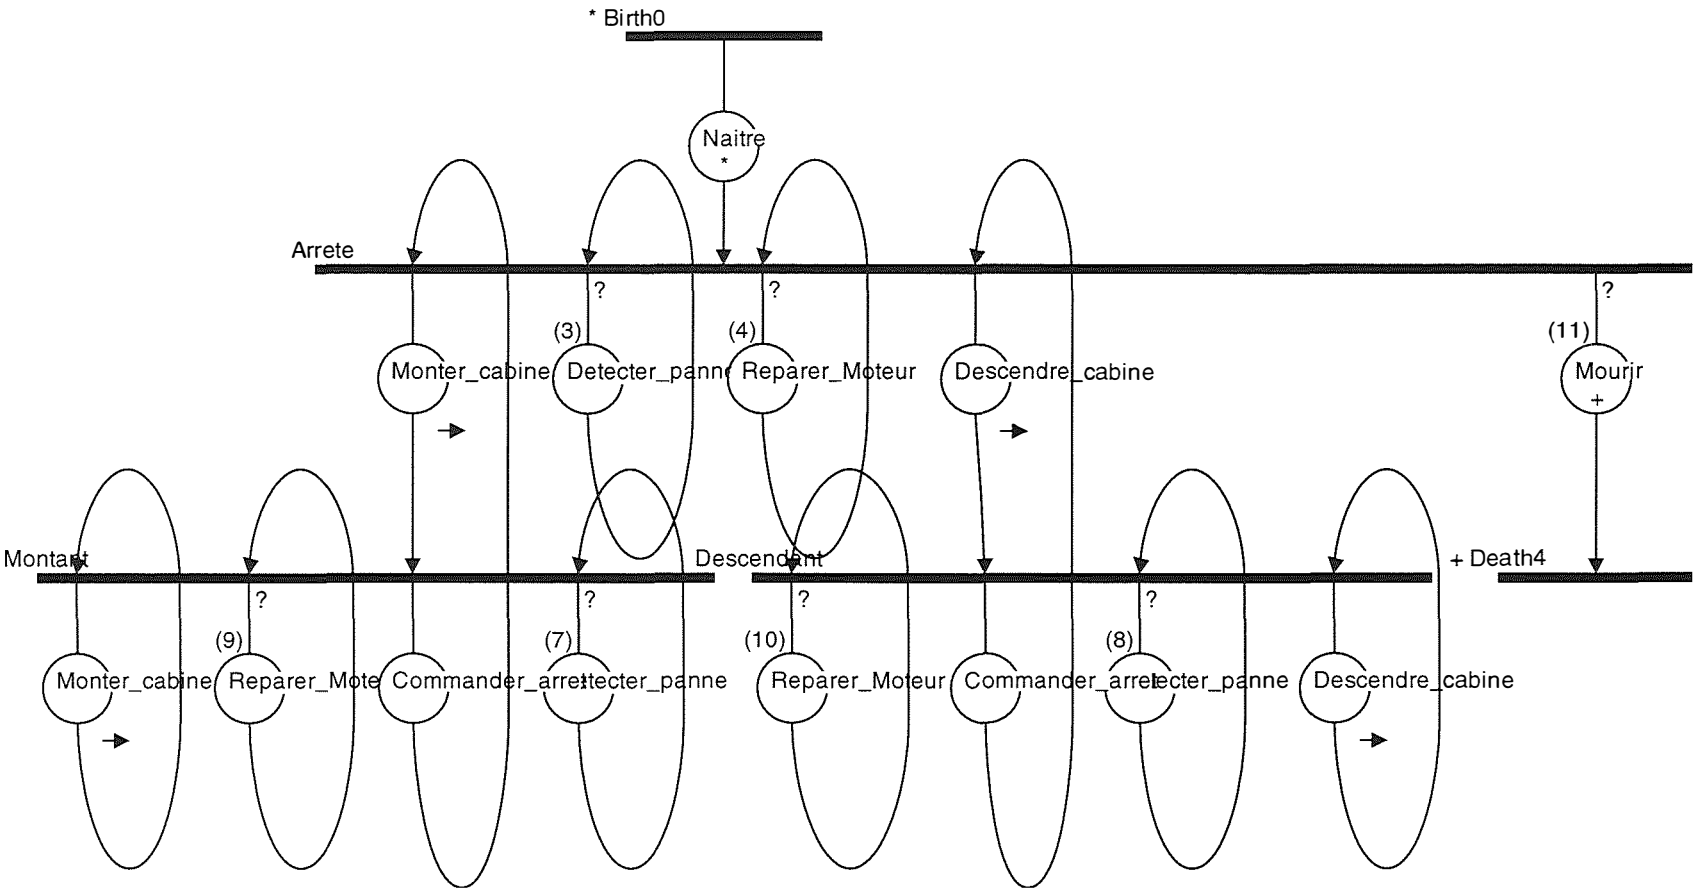 * Birth0
Naitre
*
Arrete
? ? ?
(3) (4) (11)
Monter_cabine Detecter_panne Reparer_Moteur Descendre_cabine Mourir
+
Montant Descendant + Death4
? ? ? ?
(9) (7) (10) (8)
Monter_cabine Reparer_Mote Commander_arret tecter_panne Reparer_Moteur Commander_arret tecter_panne Descendre_cabine